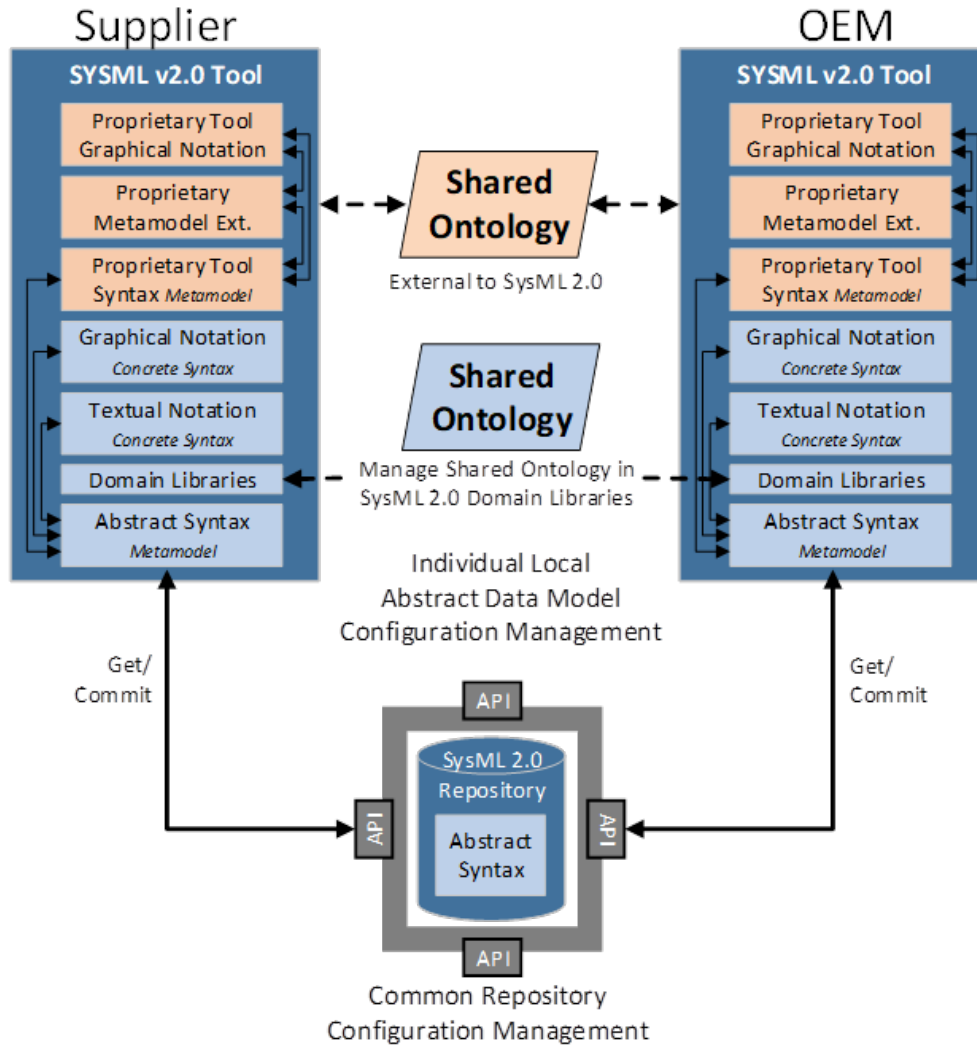 Supplier
SYSML v2.0 Tool
Proprietary Tool
Graphical Notation
Proprietary
Metamodel Ext.
Proprietary Tool
Syntax Metamodel
Graphical Notation
Concrete Syntax
Textual Notation
Concrete Syntax
Domain Libraries
Abstract Syntax
Metamodel
Shared
Ontology
External to SysML 2.0
Shared
Ontology
Manage Shared Ontology in
SysML 2.0 Domain Libraries
Individual Local
Abstract Data Model
Configuration Management
OEM
SYSML v2.0 Tool
Proprietary Tool
Graphical Notation
Proprietary
Metamodel Ext.
Proprietary Tool
Syntax Metamodel
Graphical Notation
Concrete Syntax
Textual Notation
Concrete Syntax
Domain Libraries
Abstract Syntax
Metamodel
Get/
Commit
Get/
Commit
API
API
SysML 2.0
Repository
Abstract
Syntax
API
API
Common Repository
Configuration Management